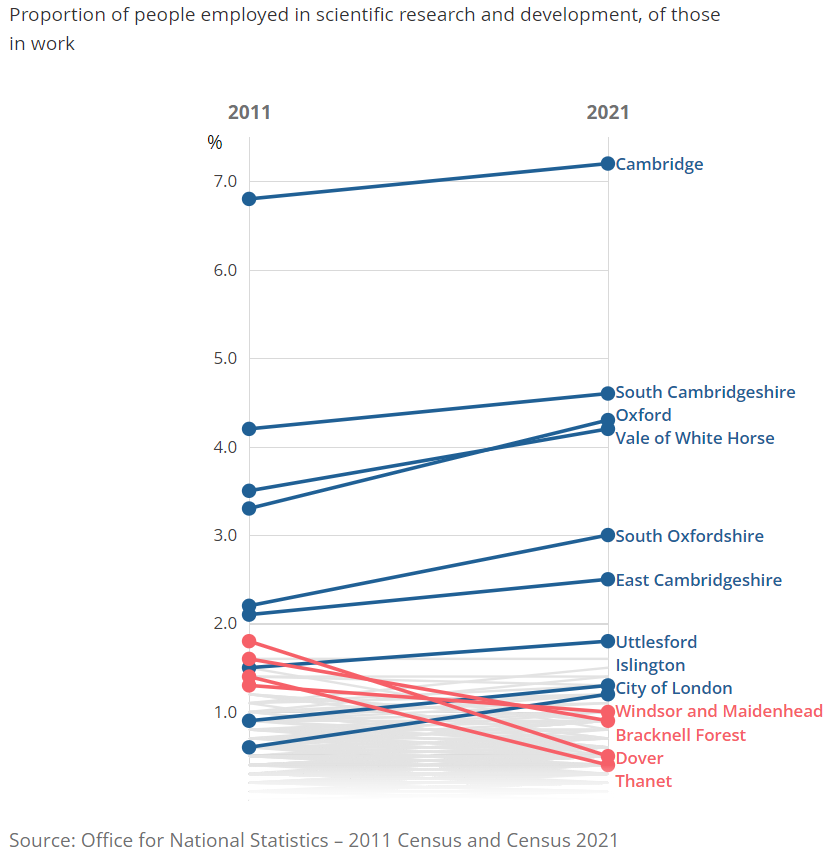 Proportion of people employed in scientific research and development, of those
in work
2011
2021
%
Cambridge
7.0
6.0
5.0
South Cambridgeshire
Oxford
4.0
Vale of White Horse
3.0
South Oxfordshire
East Cambridgeshire
2.0
Uttlesford
Islington
City of London
1.0
Windsor and Maidenhead
Bracknell Forest
Dover
Thanet
Source: Office for National Statistics – 2011 Census and Census 2021